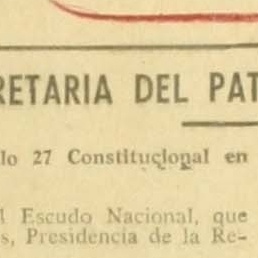 RETARIA DEL PAT
lo 27 Constitucional en
l Escudo Nacional, que
s, Presidencia de la Re-